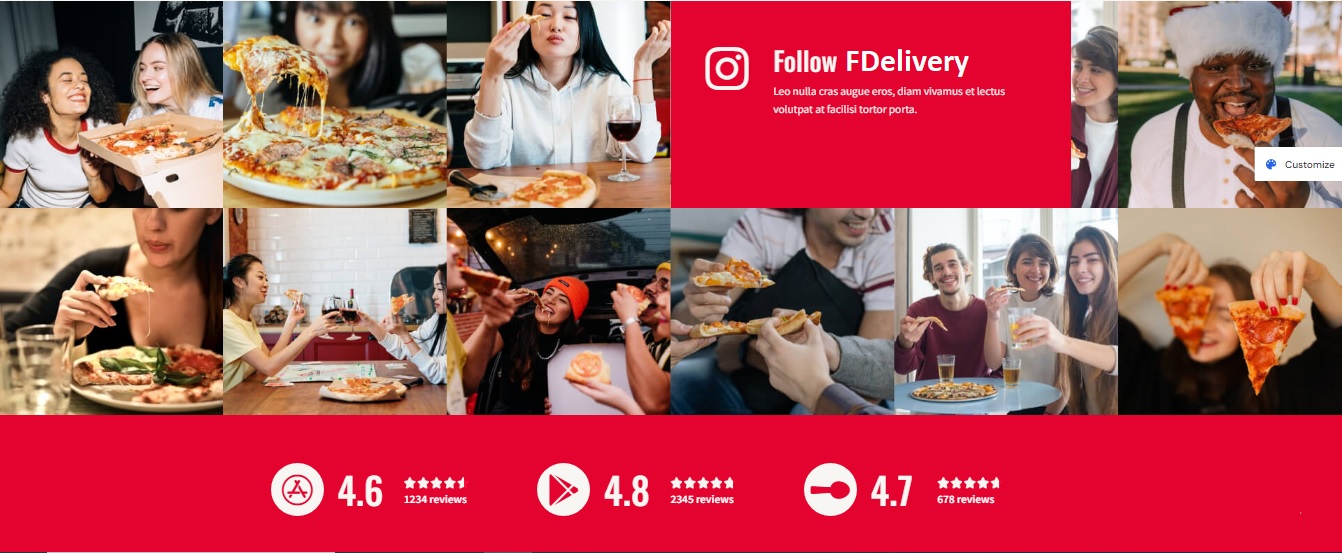 Follow FDelivery
Leo nulla cras augue eros, diam vivamus et lectus
volutpat at facilisi tortor porta.
Customize
4.6
1234 reviews
4.8
2345 reviews
4.7
678 reviews